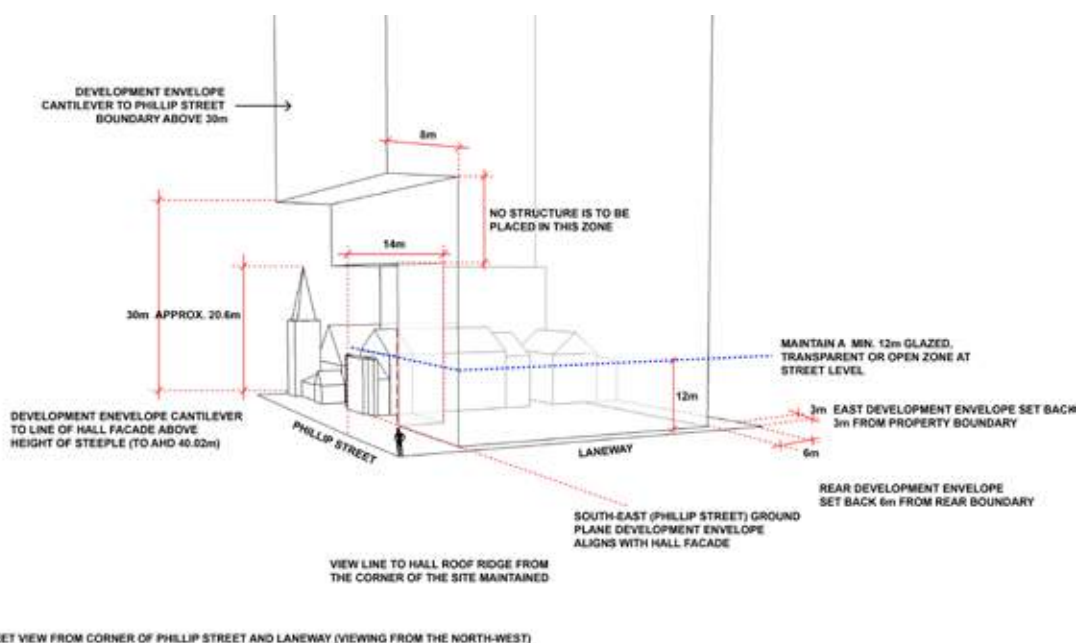 DEVELOPMENT ENVELOPE
CANTILEVER TO PHILLIP STREET
BOUNDARY ABOVE 30m
8m
NO STRUCTURE IS TO BE
PLACED IN THIS ZONE
14m
30m APPROX. 20.6m
MAINTAIN A MIN. 12m GLAZED,
TRANSPARENT OR OPEN ZONE AT
STREET LEVEL
12m
DEVELOPMENT ENEVELOPE CANTILEVER
TO LINE OF HALL FACADE ABOVE
HEIGHT OF STEEPLE (TO AHD 40.02m)
3m EAST DEVELOPMENT ENVELOPE SET BACK
3m FROM PROPERTY BOUNDARY
PHILLIP STREET
LANEWAY
6m
REAR DEVELOPMENT ENVELOPE
SET BACK 6m FROM REAR BOUNDARY
SOUTH-EAST (PHILLIP STREET) GROUND
PLANE DEVELOPMENT ENVELOPE
ALIGNS WITH HALL FACADE
VIEW LINE TO HALL ROOF RIDGE FROM
THE CORNER OF THE SITE MAINTAINED
EET VIEW FROM CORNER OF PHILLIP STREET AND LANEWAY (VIEWING FROM THE NORTH-WEST)